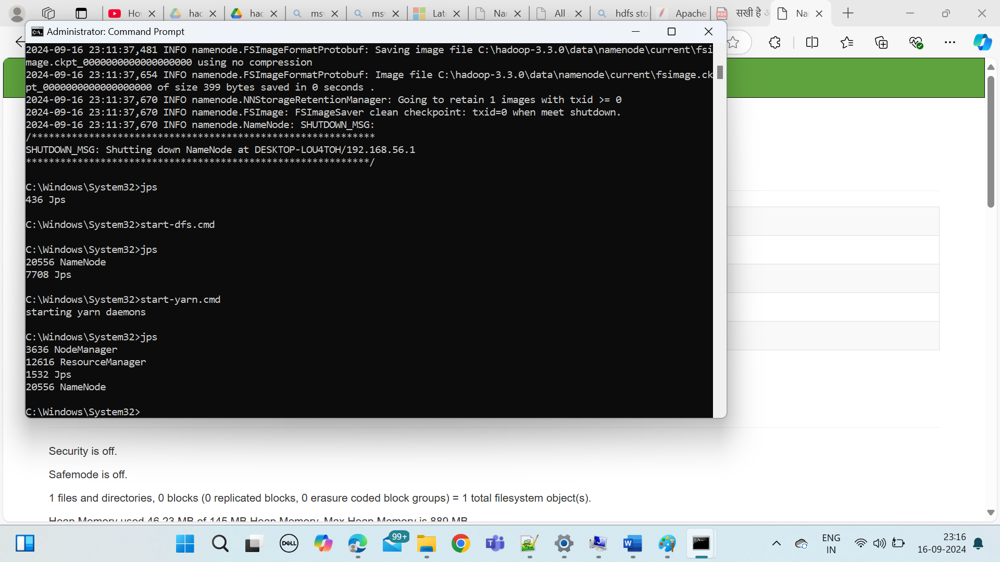 Ho
hac
hac
ms
ms
Late
Nar
All
hdfs sto
Apache
PDF
सखी है
Na
Administrator: Command Prompt
2024-09-16 23:11:37,481 INFO namenode.FSImageFormatProtobuf: Saving image file C:\hadoop-3.3.0\data\namenode\current\fsi
mage.ckpt_0000000000000000000 using no compression
2024-09-16 23:11:37,654 INFO namenode.FSImageFormatProtobuf: Image file C:\hadoop-3.3.0\data\namenode\current\fsimage.ck
pt_0000000000000000000 of size 399 bytes saved in 0 seconds .
2024-09-16 23:11:37,670 INFO namenode.NNStorageRetentionManager: Going to retain 1 images with txid >= 0
2024-09-16 23:11:37,670 INFO namenode.FSImage: FSImageSaver clean checkpoint: txid=0 when meet shutdown.
2024-09-16 23:11:37,670 INFO namenode.NameNode: SHUTDOWN_MSG:
/************************************************************
SHUTDOWN_MSG: Shutting down NameNode at DESKTOP-LOU4TOH/192.168.56.1
************************************************************/
C:\Windows\System32>jps
436 Jps
C:\Windows\System32>start-dfs.cmd
C:\Windows\System32>jps
20556 NameNode
7708 Jps
C:\Windows\System32>start-yarn.cmd
starting yarn daemons
C:\Windows\System32>jps
3636 NodeManager
12616 ResourceManager
1532 Jps
20556 NameNode
C:\Windows\System32>
Security is off.
Safemode is off.
1 files and directories, 0 blocks (0 replicated blocks, 0 erasure coded block groups) = 1 total filesystem object(s).
Heap Memory used 46.23 MB of 145 MB Heap Memory. Max Heap Memory is 889 MB.
DELL
99+
ENG
IN
23:16
16-09-2024